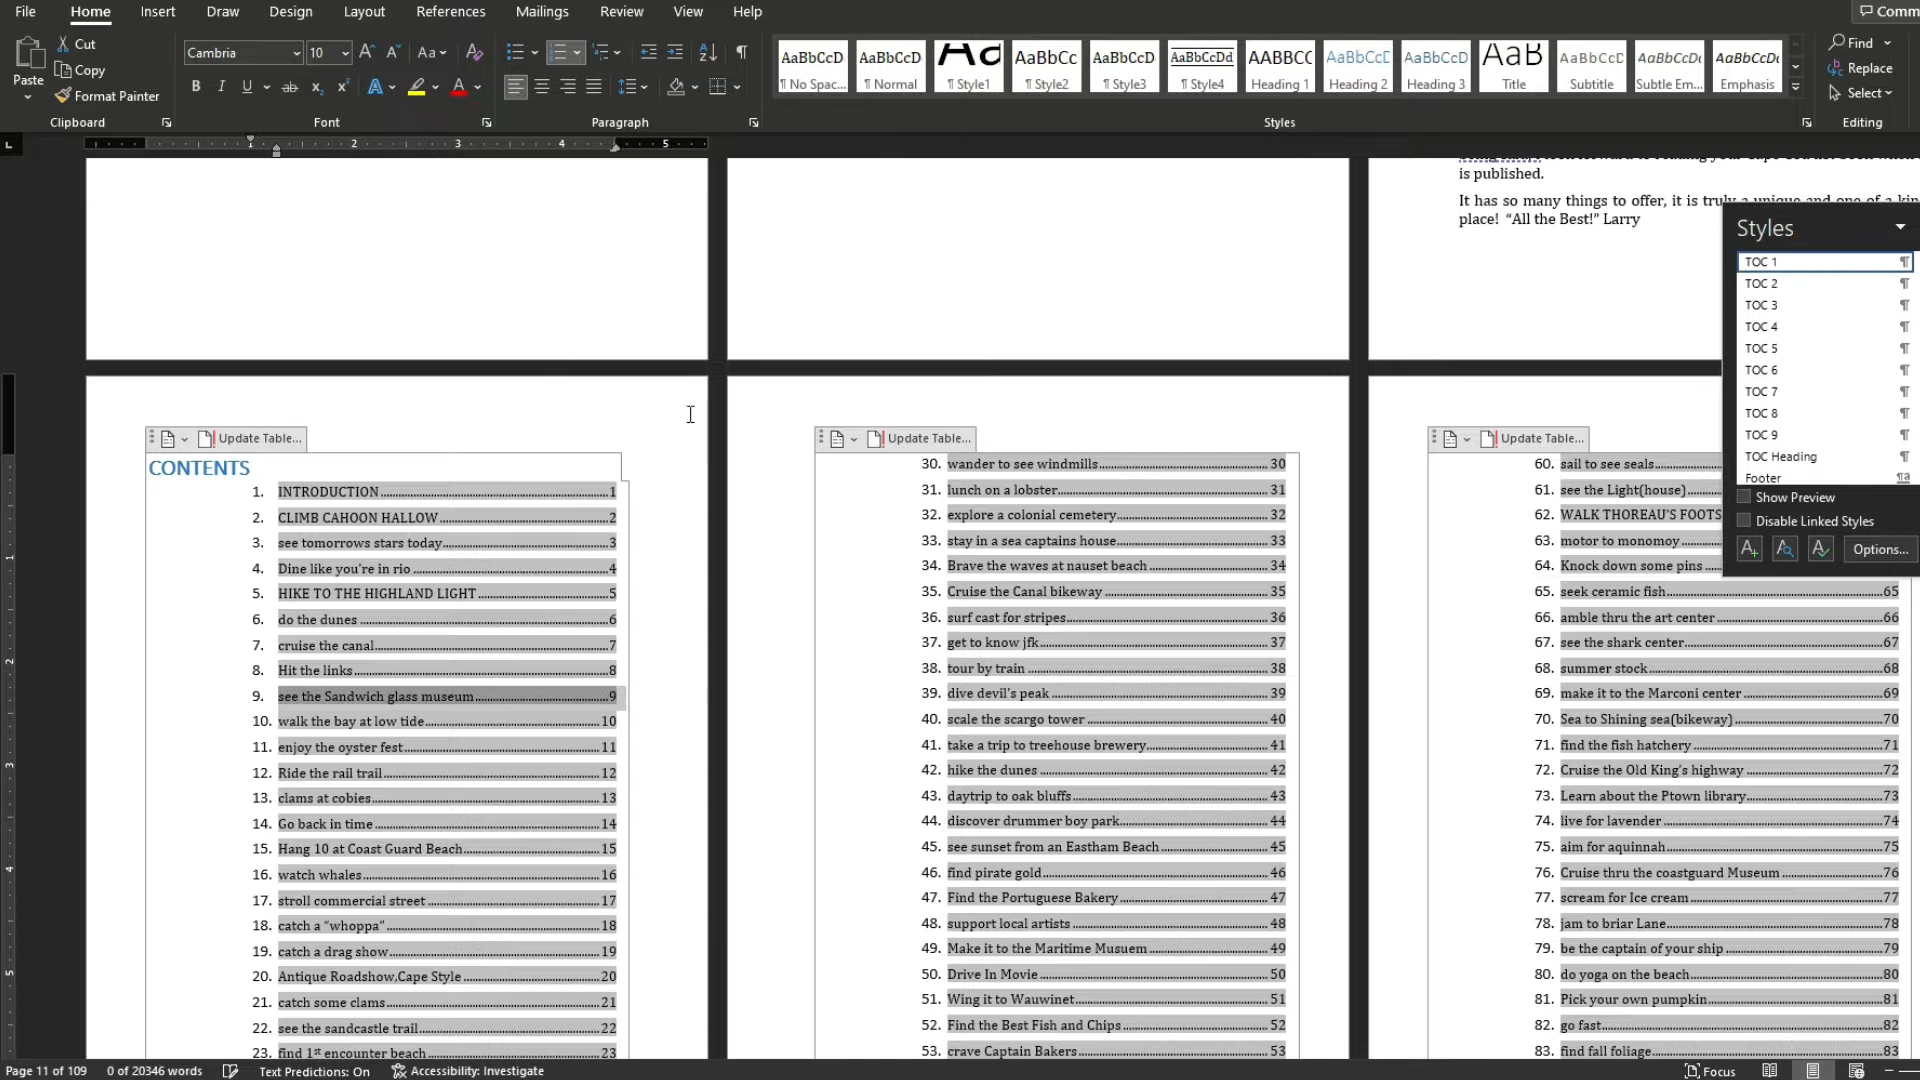 File Home Insert Draw Design Layout References Mailings Review View Help
Paste
Cut
Copy
Format Painter
Clipboard
Cambria 10
Font
Paragraph
AaBbCcD ¶ No Spac...
AaBbCcD ¶ Normal
¶ Style1
AaBbCc ¶ Style2
AaBbCcD ¶ Style3
AaBbCcDd ¶ Style4
AABBCC Heading 1
AaBbCcD Heading 2
AaBbCcD Heading 3
AaB Title
AaBbCcD Subtitle
AaBbCcDd Subtle Em...
AaBbCcDd Emphasis
Styles
Find
Replace
Select
Editing
is published.
It has so many things to offer, it is truly a unique and one of a kin
place! “All the Best!” Larry
Styles
TOC 1
TOC 2
TOC 3
TOC 4
TOC 5
TOC 6
TOC 7
TOC 8
TOC 9
TOC Heading
Footer
Show Preview
Disable Linked Styles
Options...
Update Table...
CONTENTS
1. INTRODUCTION 1
2. CLIMB CAHOON HALLOW 2
3. see tomorrows stars today 3
4. Dine like you’re in rio 4
5. HIKE TO THE HIGHLAND LIGHT 5
6. do the dunes 6
7. cruise the canal 7
8. Hit the links 8
9. see the Sandwich glass museum 9
10. walk the bay at low tide 10
11. enjoy the oyster fest 11
12. Ride the rail trail 12
13. clams at cobies 13
14. Go back in time 14
15. Hang 10 at Coast Guard Beach 15
16. watch whales 16
17. stroll commercial street 17
18. catch a “whoppa” 18
19. catch a drag show 19
20. Antique Roadshow,Cape Style 20
21. catch some clams 21
22. see the sandcastle trail 22
23. find 1st encounter beach 23
Update Table...
30. wander to see windmills 30
31. lunch on a lobster 31
32. explore a colonial cemetery 32
33. stay in a sea captains house 33
34. Brave the waves at nauset beach 34
35. Cruise the Canal bikeway 35
36. surf cast for stripes 36
37. get to know jfk 37
38. tour by train 38
39. dive devil’s peak 39
40. scale the scargo tower 40
41. take a trip to treehouse brewery 41
42. hike the dunes 42
43. daytrip to oak bluffs 43
44. discover drummer boy park 44
45. see sunset from an Eastham Beach 45
46. find pirate gold 46
47. Find the Portuguese Bakery 47
48. support local artists 48
49. Make it to the Maritime Musuem 49
50. Drive In Movie 50
51. Wing it to Wauwinet 51
52. Find the Best Fish and Chips 52
53. crave Captain Bakers 53
Update Table...
60. sail to see seals
61. see the Light(house)
62. WALK THOREAU’S FOOTS
63. motor to monomoy
64. Knock down some pins
65. seek ceramic fish 65
66. amble thru the art center 66
67. see the shark center 67
68. summer stock 68
69. make it to the Marconi center 69
70. Sea to Shining sea(bikeway) 70
71. find the fish hatchery 71
72. Cruise the Old King’s highway 72
73. Learn about the Ptown library 73
74. live for lavender 74
75. aim for aquinnah 75
76. Cruise thru the coastguard Museum 76
77. scream for Ice cream 77
78. jam to briar Lane 78
79. be the captain of your ship 79
80. do yoga on the beach 80
81. Pick your own pumpkin 81
82. go fast 82
83. find fall foliage 83
Page 11 of 109 0 of 20346 words Text Predictions: On Accessibility: Investigate Focus